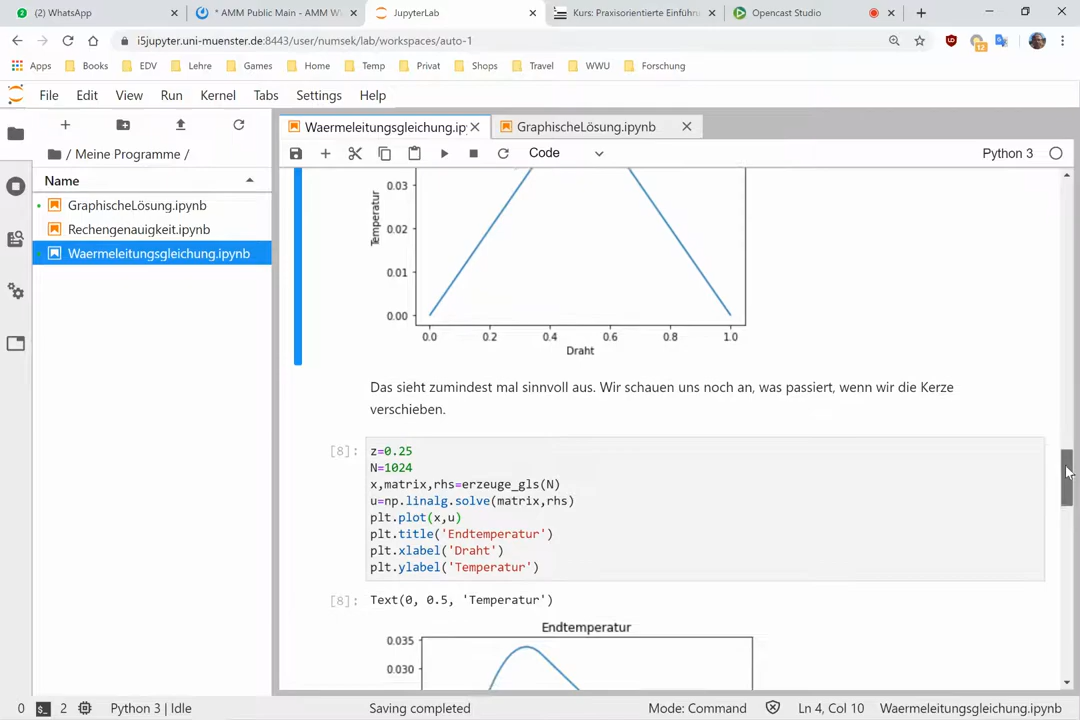 (2) WhatsApp
* AMM Public Main - AMM W
JupyterLab
Kurs: Praxisorientierte Einführu
Opencast Studio
i5jupyter.uni-muenster.de:8443/user/numsek/lab/workspaces/auto-1
Apps Books EDV Lehre Games Home Temp Privat Shops Travel WWU Forschung
12
File Edit View Run Kernel Tabs Settings Help
Waermeleitungsgleichung.ip
GraphischeLösung.ipynb
Code
Python 3
/ Meine Programme /
Name
GraphischeLösung.ipynb
Rechengenauigkeit.ipynb
Waermeleitungsgleichung.ipynb
0.03
0.02
0.01
0.00
Temperatur
0.0 0.2 0.4 0.6 0.8 1.0
Draht
Das sieht zumindest mal sinnvoll aus. Wir schauen uns noch an, was passiert, wenn wir die Kerze
verschieben.
[8]: z=0.25
N=1024
x,matrix,rhs=erzeuge_gls(N)
u=np.linalg.solve(matrix,rhs)
plt.plot(x,u)
plt.title('Endtemperatur')
plt.xlabel('Draht')
plt.ylabel('Temperatur')
[8]: Text(0, 0.5, 'Temperatur')
Endtemperatur
0.035
0.030
0 2 Python 3 | Idle Saving completed Mode: Command Ln 4, Col 10 Waermeleitungsgleichung.ipynb